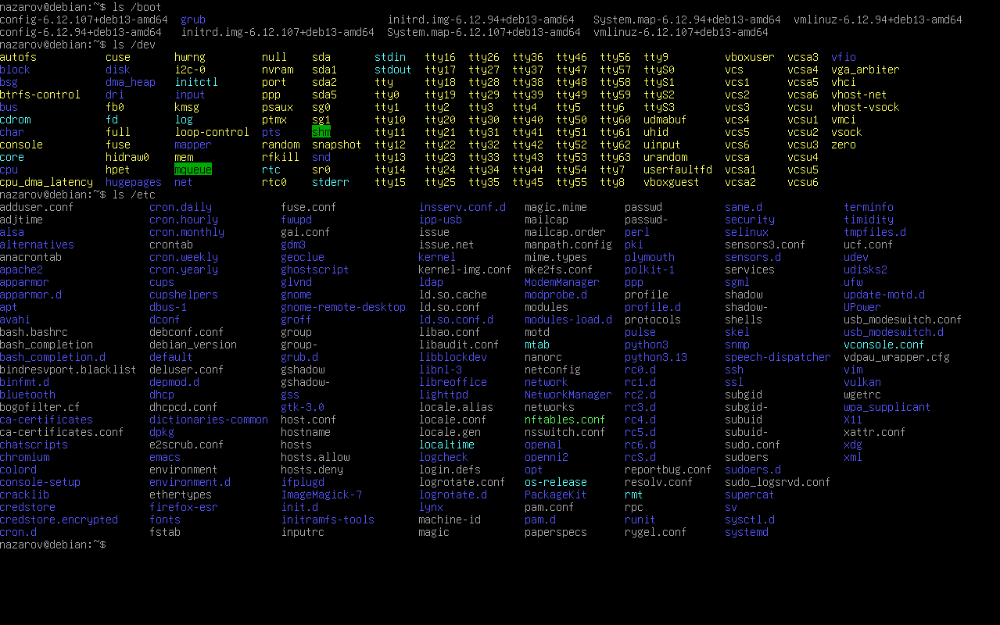 nazarov@debian:~$ ls /boot
config-6.12.107+deb13-amd64  grub                             initrd.img-6.12.94+deb13-amd64   System.map-6.12.94+deb13-amd64  vmlinuz-6.12.94+deb13-amd64
config-6.12.94+deb13-amd64   initrd.img-6.12.107+deb13-amd64  System.map-6.12.107+deb13-amd64  vmlinuz-6.12.107+deb13-amd64
nazarov@debian:~$ ls /dev
autofs           cuse       hwrng         null     sda       stdin   tty16  tty26  tty36  tty46  tty56  tty9         vboxuser  vcsa3  vfio
block            disk       i2c-0         nvram    sda1      stdout  tty17  tty27  tty37  tty47  tty57  ttyS0        vcs       vcsa4  vga_arbiter
bsg              dma_heap   initctl       port     sda2      tty     tty18  tty28  tty38  tty48  tty58  ttyS1        vcs1      vcsa5  vhci
btrfs-control    dri        input         ppp      sda5      tty0    tty19  tty29  tty39  tty49  tty59  ttyS2        vcs2      vcsa6  vhost-net
bus              fb0        kmsg          psaux    sg0       tty1    tty2   tty3   tty4   tty5   tty6   ttyS3        vcs3      vcsu   vhost-vsock
cdrom            fd         log           ptmx     sg1       tty10   tty20  tty30  tty40  tty50  tty60  udmabuf      vcs4      vcsu1  vmci
char             full       loop-control  pts      shm       tty11   tty21  tty31  tty41  tty51  tty61  uhid         vcs5      vcsu2  vsock
console          fuse       mapper        random   snapshot  tty12   tty22  tty32  tty42  tty52  tty62  uinput       vcs6      vcsu3  zero
core             hidraw0    mem           rfkill   snd       tty13   tty23  tty33  tty43  tty53  tty63  urandom      vcsa      vcsu4
cpu              hpet       mqueue        rtc      sr0       tty14   tty24  tty34  tty44  tty54  tty7   userfaultfd  vcsa1     vcsu5
cpu_dma_latency  hugepages  net           rtc0     stderr    tty15   tty25  tty35  tty45  tty55  tty8   vboxguest    vcsa2     vcsu6
nazarov@debian:~$ ls /etc
adduser.conf            cron.daily           fuse.conf             insserv.conf.d   magic.mime      passwd          sane.d             terminfo
adjtime                 cron.hourly          fwupd                 ipp-usb          mailcap         passwd-         security           timidity
alsa                    cron.monthly         gai.conf              issue            mailcap.order   perl            selinux            tmpfiles.d
alternatives            crontab              gdm3                  issue.net        manpath.config  pki             sensors3.conf      ucf.conf
anacrontab              cron.weekly          geoclue               kernel           mime.types      plymouth        sensors.d          udev
apache2                 cron.yearly          ghostscript           kernel-img.conf  mke2fs.conf     polkit-1        services           udisks2
apparmor                cups                 glvnd                 ldap             ModemManager    ppp             sgml               ufw
apparmor.d              cupshelpers          gnome                 ld.so.cache      modprobe.d      profile         shadow             update-motd.d
apt                     dbus-1               gnome-remote-desktop  ld.so.conf       modules         profile.d       shadow-            UPower
avahi                   dconf                groff                 ld.so.conf.d     modules-load.d  protocols       shells             usb_modeswitch.conf
bash.bashrc             debconf.conf         group                 libao.conf       motd            pulse           skel               usb_modeswitch.d
bash_completion         debian_version       group-                libaudit.conf    mtab            python3         snmp               vconsole.conf
bash_completion.d       default              grub.d                libblockdev      nanorc          python3.13      speech-dispatcher  vdpau_wrapper.cfg
bindresvport.blacklist  deluser.conf         gshadow               libnl-3          netconfig       rc0.d           ssh                vim
binfmt.d                depmod.d             gshadow-              libreoffice      network         rc1.d           ssl                vulkan
bluetooth               dhcp                 gss                   lighttpd         NetworkManager  rc2.d           subgid             wgetrc
bogofilter.cf           dhcpcd.conf          gtk-3.0               locale.alias     networks        rc3.d           subgid-            wpa_supplicant
ca-certificates         dictionaries-common  host.conf             locale.conf      nftables.conf   rc4.d           subuid             X11
ca-certificates.conf    dpkg                 hostname              locale.gen       nsswitch.conf   rc5.d           subuid-            xattr.conf
chatscripts             e2scrub.conf         hosts                 localtime        openal          rc6.d           sudo.conf          xdg
chromium                emacs                hosts.allow           logcheck         openni2         rcS.d           sudoers            xml
colord                  environment          hosts.deny            login.defs       opt             reportbug.conf  sudoers.d
console-setup           environment.d        ifplugd               logrotate.conf   os-release      resolv.conf     sudo_logsrvd.conf
cracklib                ethertypes           ImageMagick-7         logrotate.d      PackageKit      rmt             supercat
credstore               firefox-esr          init.d                lynx             pam.conf        rpc             sv
credstore.encrypted     fonts                initramfs-tools       machine-id       pam.d           runit           sysctl.d
cron.d                  fstab                inputrc               magic            paperspecs      rygel.conf      systemd
nazarov@debian:~$